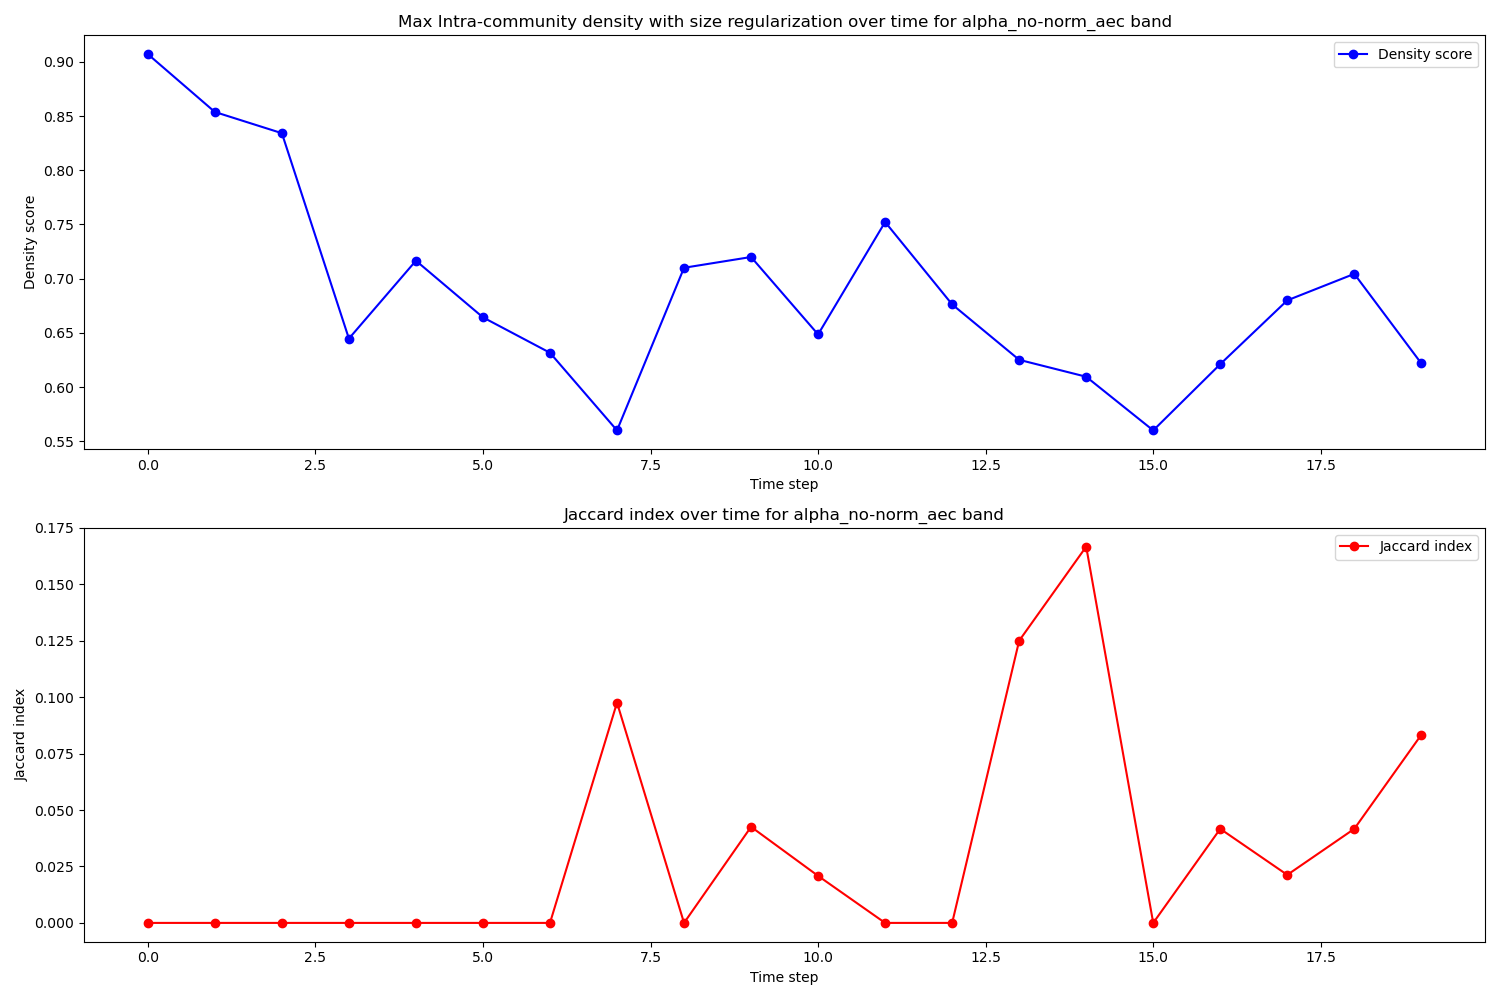 Max Intra-community density with size regularization over time for alpha_no-norm_aec band
Density score
0.90
0.85
0.80
0.75
0.70
0.65
0.60
0.55
Density score
0.0 2.5 5.0 7.5 10.0 12.5 15.0 17.5
Time step
Jaccard index over time for alpha_no-norm_aec band
Jaccard index
0.175
0.150
0.125
0.100
0.075
0.050
0.025
0.000
Jaccard index
0.0 2.5 5.0 7.5 10.0 12.5 15.0 17.5
Time step